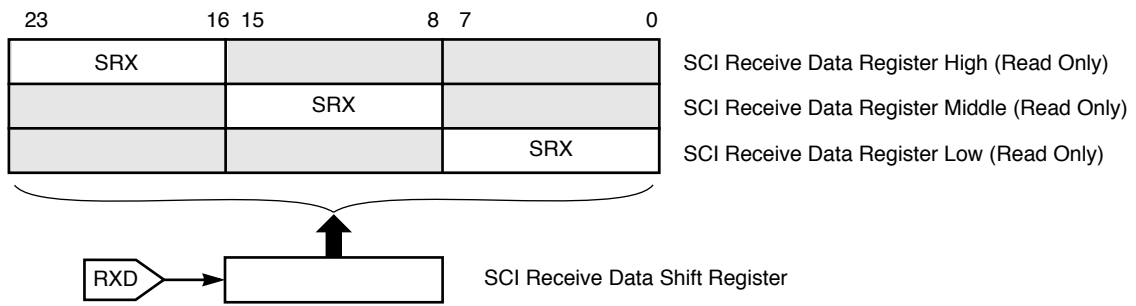 23 16 15 8 7 0
SRX SCI Receive Data Register High (Read Only)
SRX SCI Receive Data Register Middle (Read Only)
SRX SCI Receive Data Register Low (Read Only)
RXD SCI Receive Data Shift Register